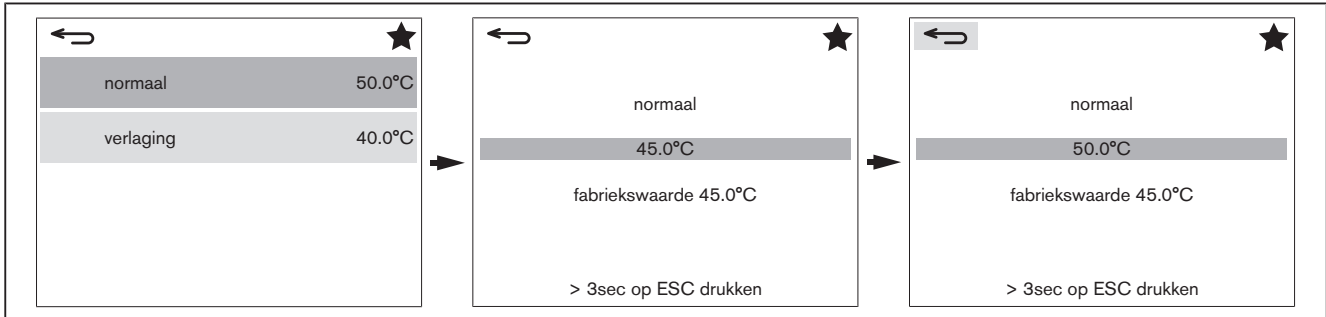 normaal 50.0°C
verlaging 40.0°C
normaal
45.0°C
fabriekswaarde 45.0°C
> 3sec op ESC drukken
normaal
50.0°C
fabriekswaarde 45.0°C
> 3sec op ESC drukken